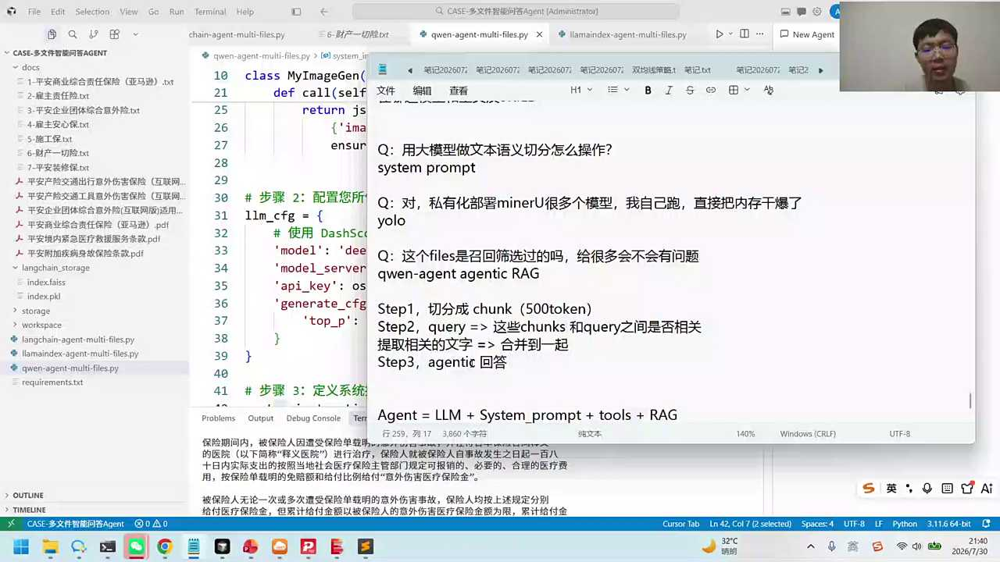 File Edit Selection View Go Run Terminal Help
CASE-多文件智能问答Agent [Administrator]
chain-agent-multi-files.py
6-财产一切险.txt
qwen-agent-multi-files.py
llamaindex-agent-multi-files.py
New Agent
CASE-多文件智能问答AGENT
docs
1-平安商业综合责任保险（亚马逊）.txt
2-雇主责任险.txt
3-平安企业团体综合意外险.txt
4-雇主安心保.txt
5-施工保.txt
6-财产一切险.txt
7-平安装修保.txt
平安产险交通出行意外伤害保险（互联网...
平安产险交通工具意外伤害保险（互联网...
平安企业团体综合意外险(互联网版)适用...
平安商业综合责任保险（亚马逊）.pdf
平安境内紧急医疗救援服务条款.pdf
平安附加疾病身故保险条款.pdf
langchain_storage
index.faiss
index.pkl
storage
workspace
langchain-agent-multi-files.py
llamaindex-agent-multi-files.py
qwen-agent-multi-files.py
requirements.txt
OUTLINE
TIMELINE
qwen-agent-multi-files.py > system_in
10 class MyImageGen(
21 def call(self
25 return js
26 {'ima
27 ensur
28
29
30 # 步骤 2：配置您所
31 llm_cfg = {
32 # 使用 DashSco
33 'model': 'dee
34 'model_server
35 'api_key': os
36 'generate_cfg
37 'top_p':
38 }
39 }
40
41 # 步骤 3：定义系统
Problems Output Debug Console Term
保险期间内，被保险人因遭受保险单载明的意外伤害事故，并在符合本保险合同释义
的医院（以下简称“释义医院”）进行治疗，保险人就被保险人自事故发生之日起一百八
十日内实际支出的按照当地社会医疗保险主管部门规定可报销的、必要的、合理的医疗费
用，按保险单载明的免赔额和给付比例给付“意外伤害医疗保险金”。
被保险人无论一次或多次遭受保险单载明的意外伤害事故，保险人均按上述规定分别
给付医疗保险金，但累计给付金额以被保险人的意外伤害医疗保险金额为限，累计给付金
笔记2026072 笔记2026072 笔记2026072 笔记2026072 双均线策略.t 笔记.txt 笔记2026072 笔记2
文件 编辑 查看
H1
Q：用大模型做文本语义切分怎么操作？
system prompt
Q：对，私有化部署minerU很多个模型，我自己跑，直接把内存干爆了
yolo
Q：这个files是召回筛选过的吗，给很多会不会有问题
qwen-agent agentic RAG
Step1，切分成 chunk（500token）
Step2，query => 这些chunks 和query之间是否相关
提取相关的文字 => 合并到一起
Step3，agentic 回答
Agent = LLM + System_prompt + tools + RAG
行 259，列 17 3,860 个字符 纯文本 140% Windows (CRLF) UTF-8
英
CASE-多文件智能问答Agent 0 0 Cursor Tab Ln 42, Col 7 (2 selected) Spaces: 4 UTF-8 LF Python 3.11.6 64-bit
32°C
晴朗
英
21:40
2026/7/30